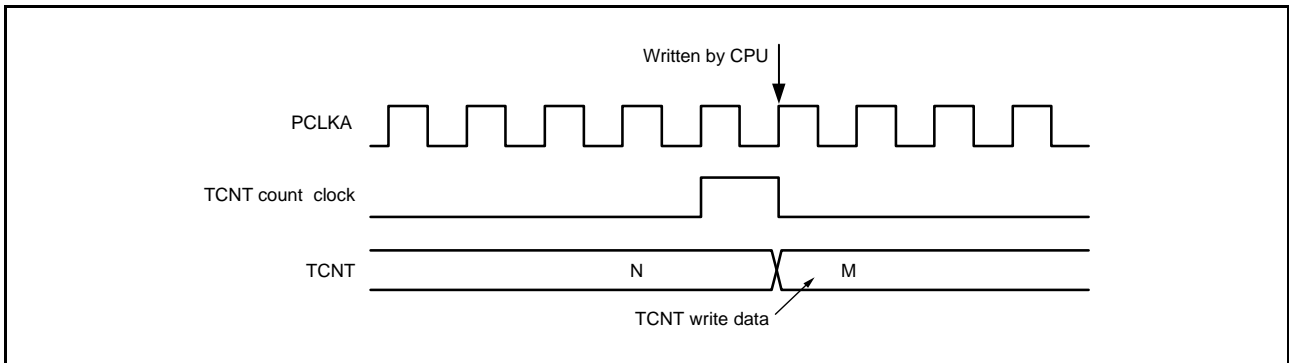 Written by CPU
PCLKA
TCNT count clock
TCNT
N
M
TCNT write data